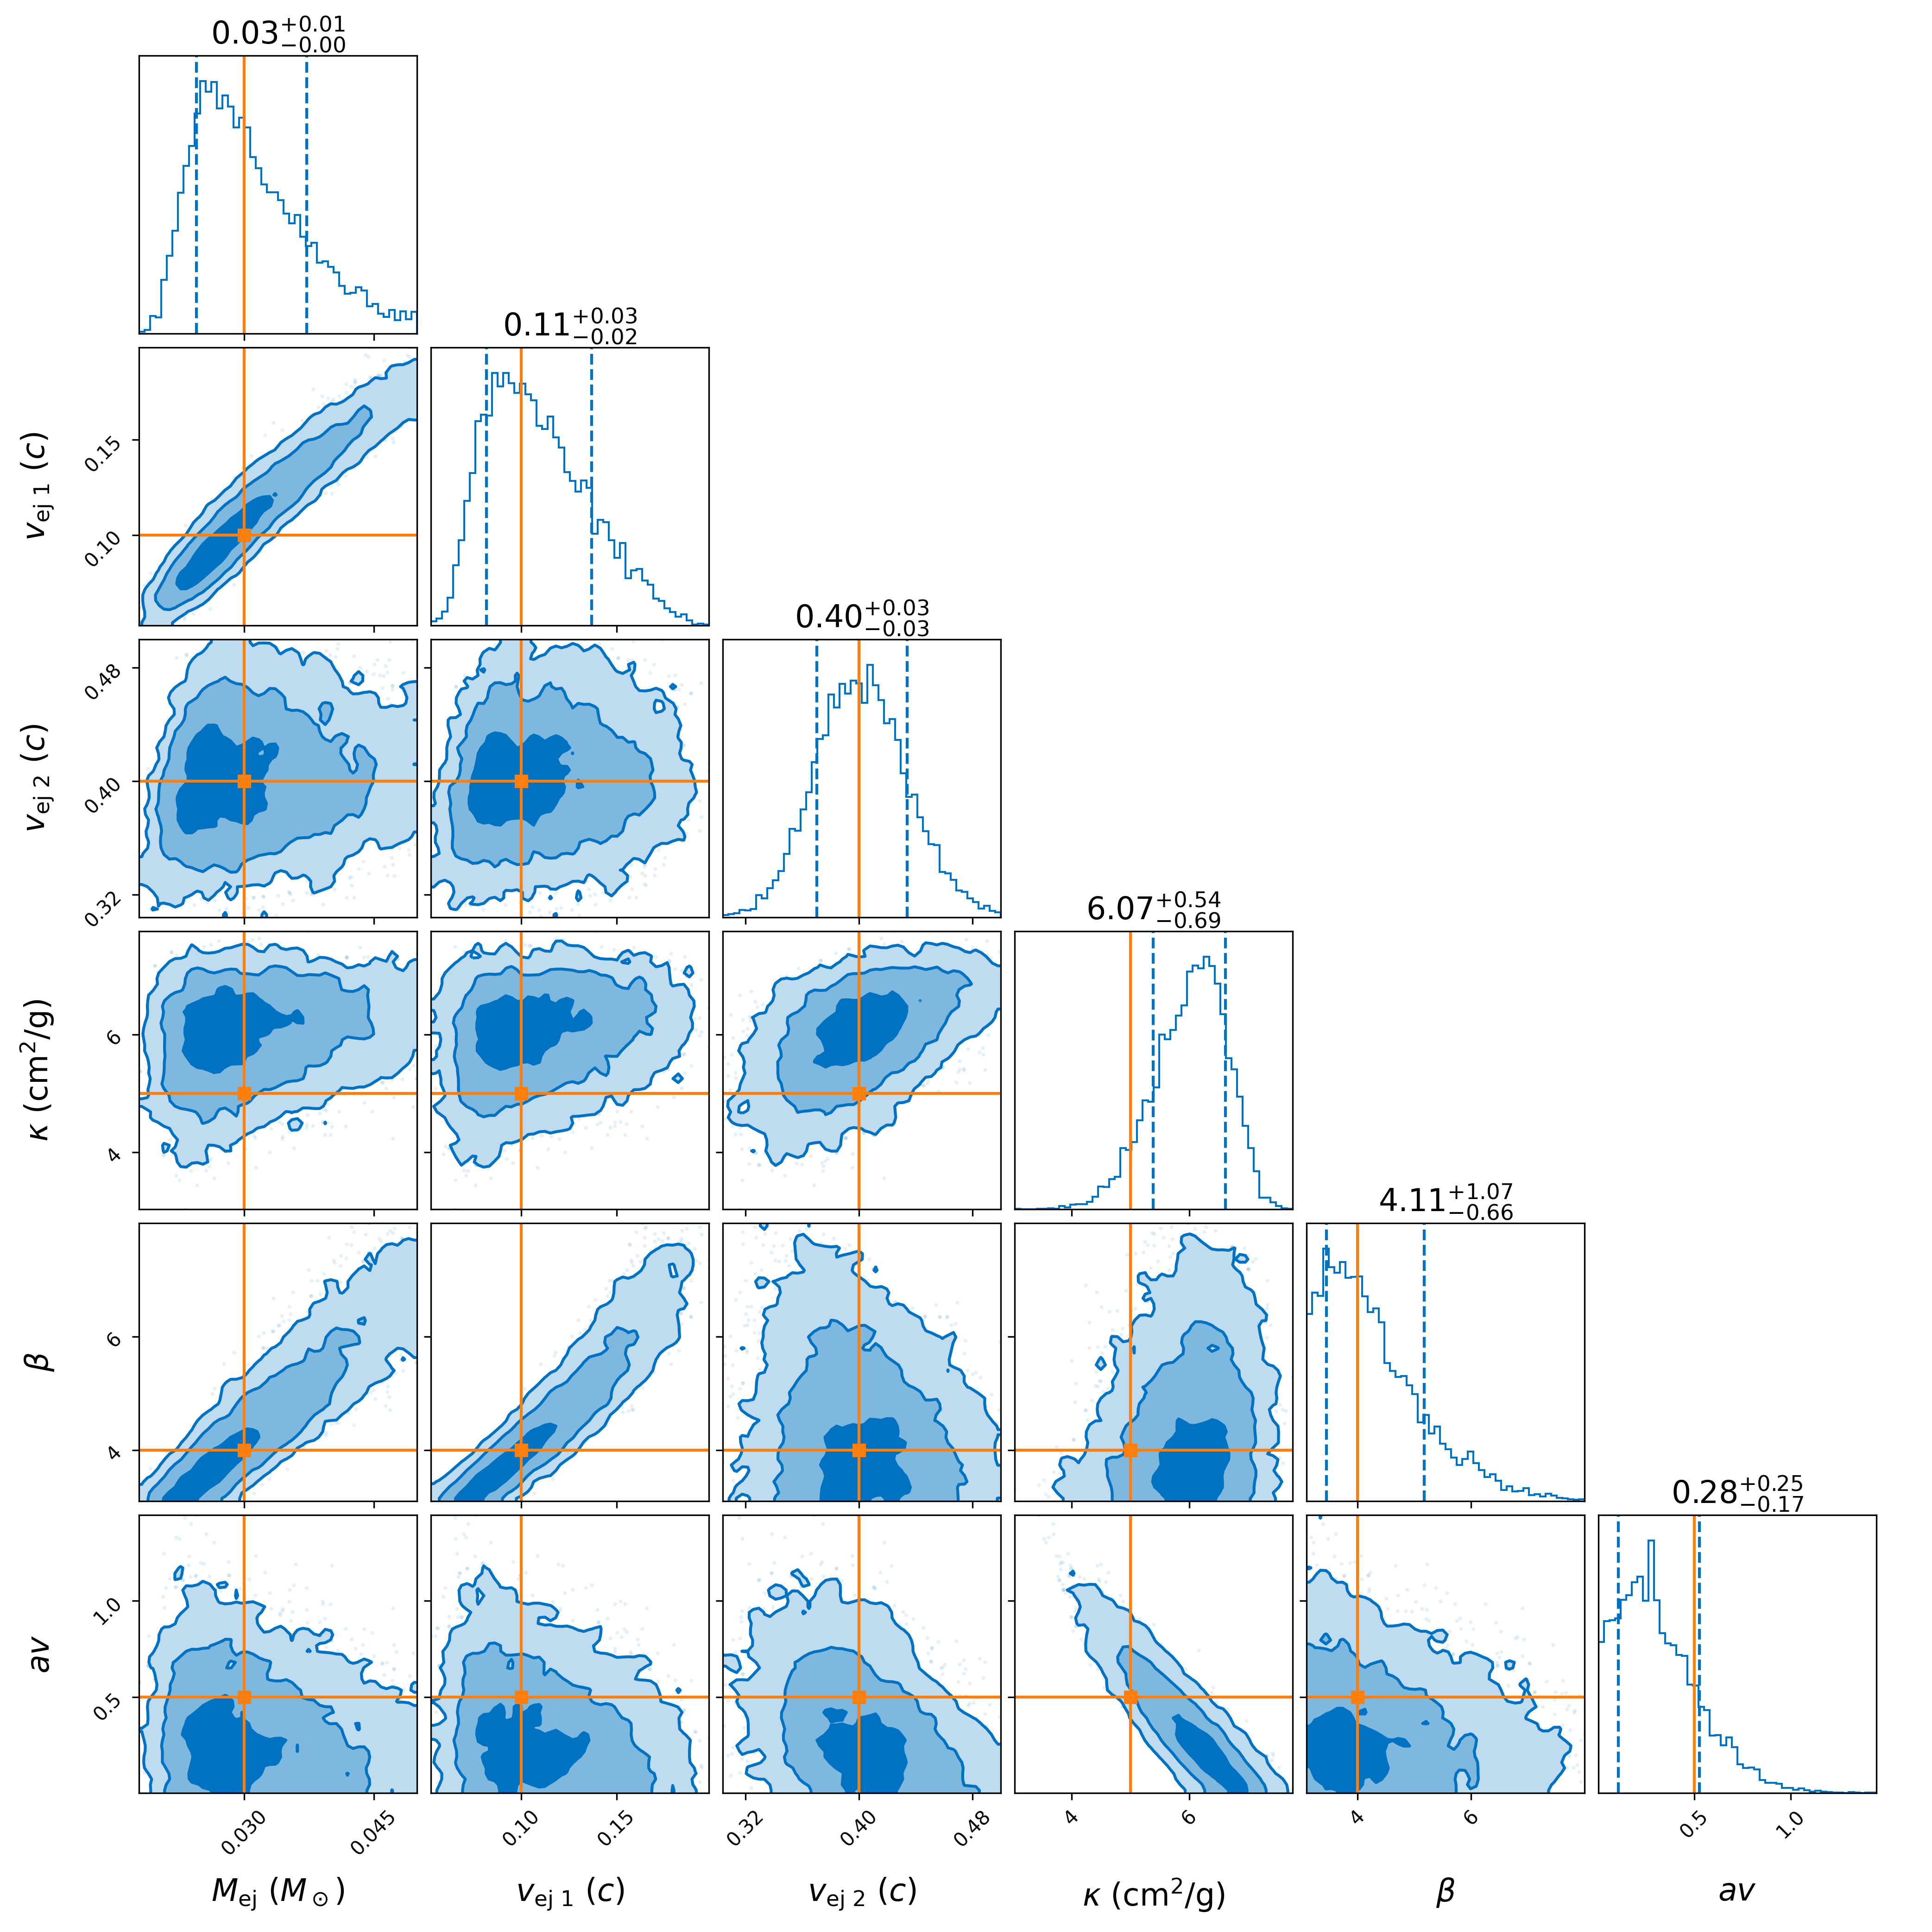 0.03+0.01−0.00
0.11+0.03−0.02
0.15
0.10
vej 1 (c)
0.40+0.03−0.03
0.48
0.40
0.32
vej 2 (c)
6.07+0.54−0.69
6
4
κ (cm²/g)
4.11+1.07−0.66
6
4
β
0.28+0.25−0.17
1.0
0.5
av
0.030 0.045 0.10 0.15 0.32 0.40 0.48 4 6 4 6 0.5 1.0
Mej (M⊙) vej 1 (c) vej 2 (c) κ (cm²/g) β av